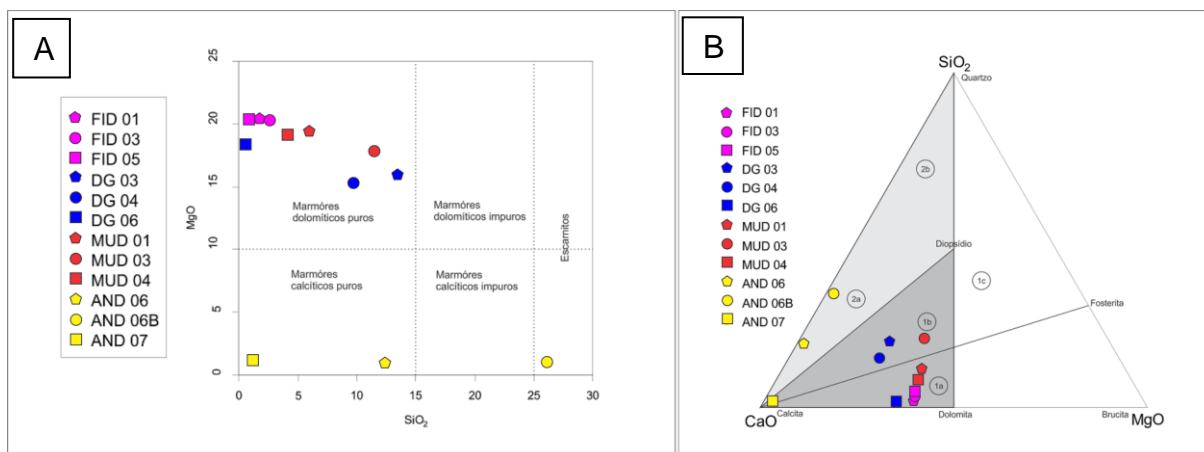 A
FID 01
FID 03
FID 05
DG 03
DG 04
DG 06
MUD 01
MUD 03
MUD 04
AND 06
AND 06B
AND 07
MgO
25
20
15
10
5
0
Marmóres
dolomíticos puros
Marmóres
dolomíticos impuros
Marmóres
calcíticos puros
Marmóres
calcíticos impuros
Escarnitos
0
5
10
15
20
25
30
SiO₂
B
SiO₂
Quartzo
FID 01
FID 03
FID 05
DG 03
DG 04
DG 06
MUD 01
MUD 03
MUD 04
AND 06
AND 06B
AND 07
2b
Diopsídio
1c
2a
Fosterita
1b
1a
CaO
Calcita
Dolomita
Brucita
MgO